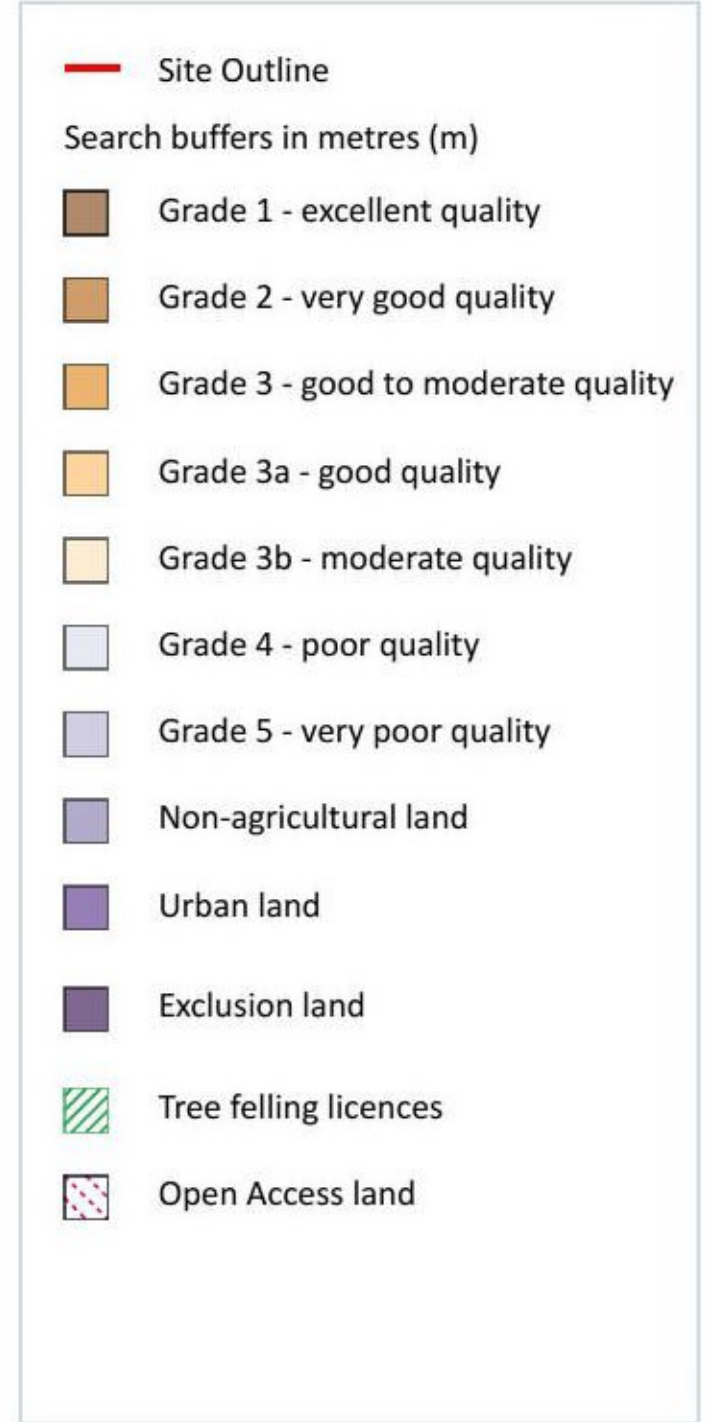 Site Outline
Search buffers in metres (m)
Grade 1 - excellent quality
Grade 2 - very good quality
Grade 3 - good to moderate quality
Grade 3a - good quality
Grade 3b - moderate quality
Grade 4 - poor quality
Grade 5 - very poor quality
Non-agricultural land
Urban land
Exclusion land
Tree felling licences
Open Access land